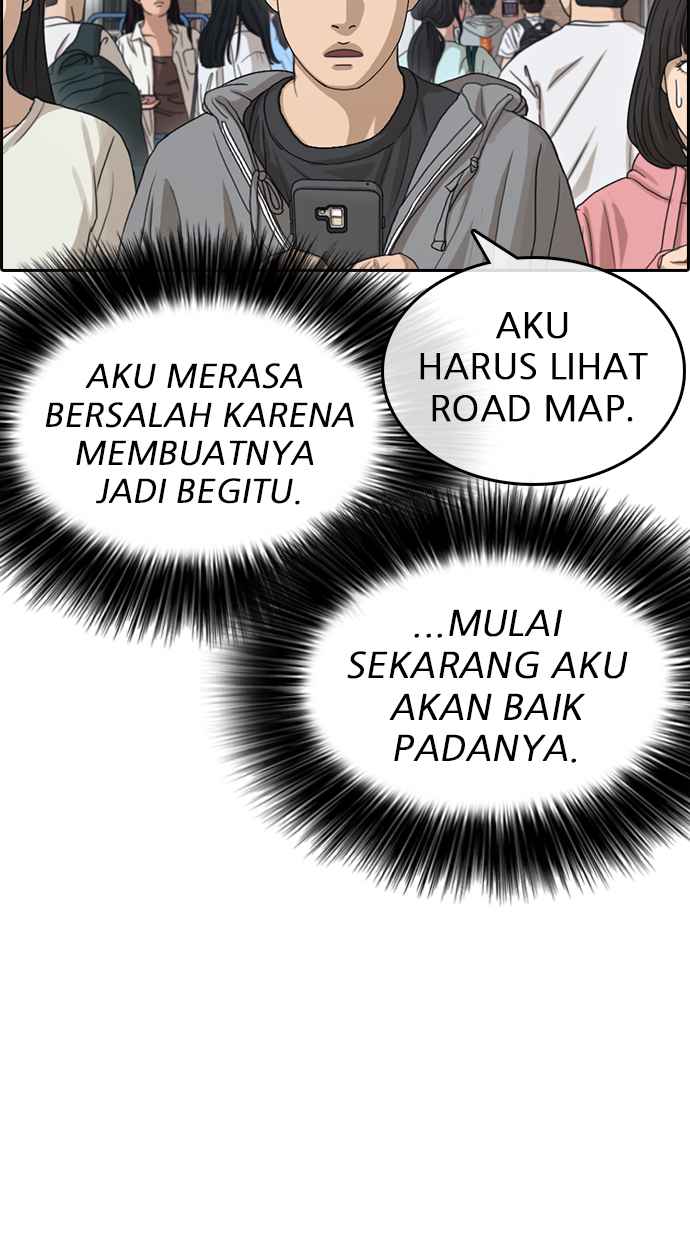 AKU
HARUS LIHAT
ROAD MAP.
AKU MERASA
BERSALAH KARENA
MEMBUATNYA
JADI BEGITU.
...MULAI
SEKARANG AKU
AKAN BAIK
PADANYA.